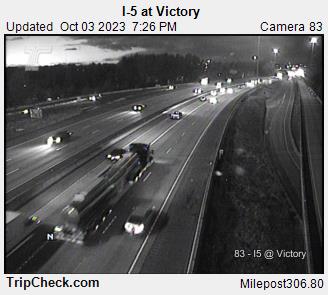 I-5 at Victory
Updated Oct 03 2023 7:26 PM Camera 83
N
83 - I5 @ Victory
TripCheck.com Milepost306.80